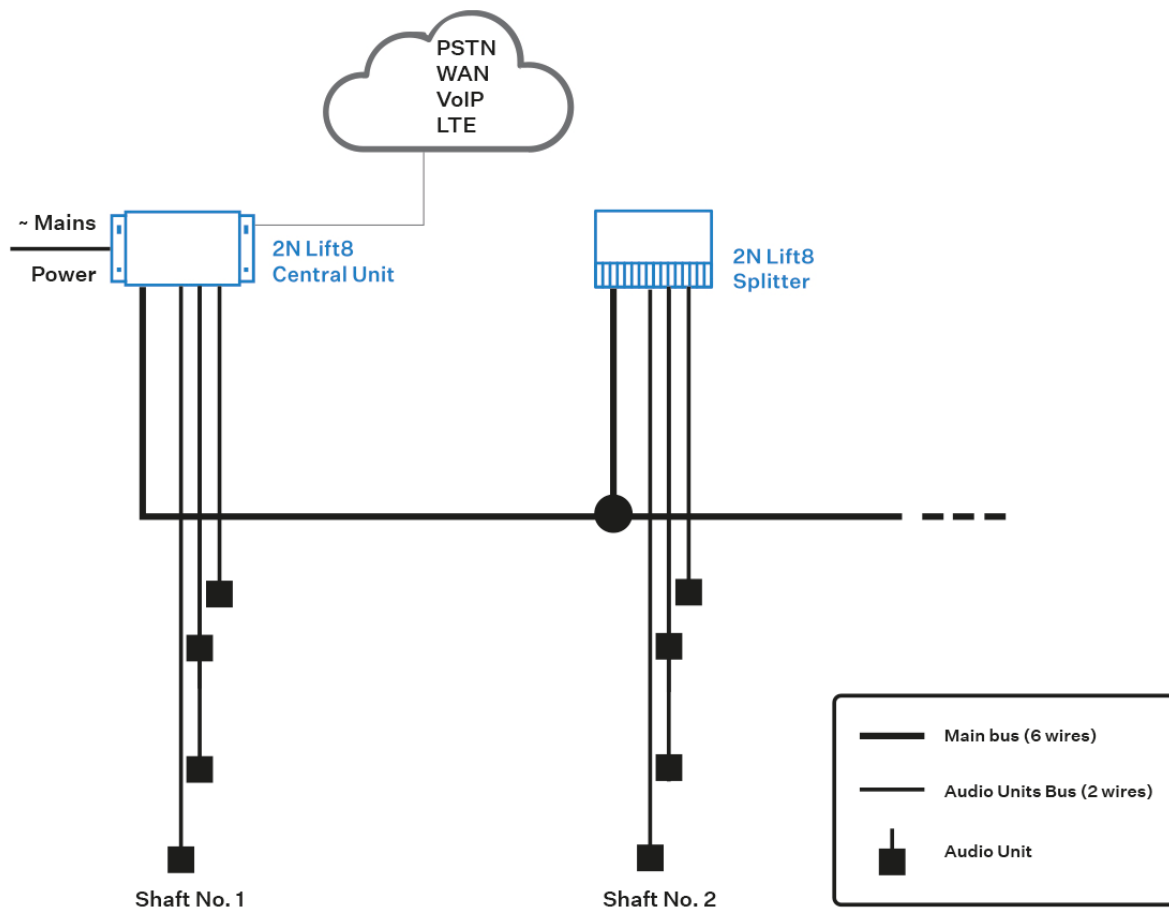 PSTN
WAN
VoIP
LTE
~ Mains
Power
2N Lift8
Central Unit
2N Lift8
Splitter
Main bus (6 wires)
Audio Units Bus (2 wires)
Audio Unit
Shaft No. 1
Shaft No. 2